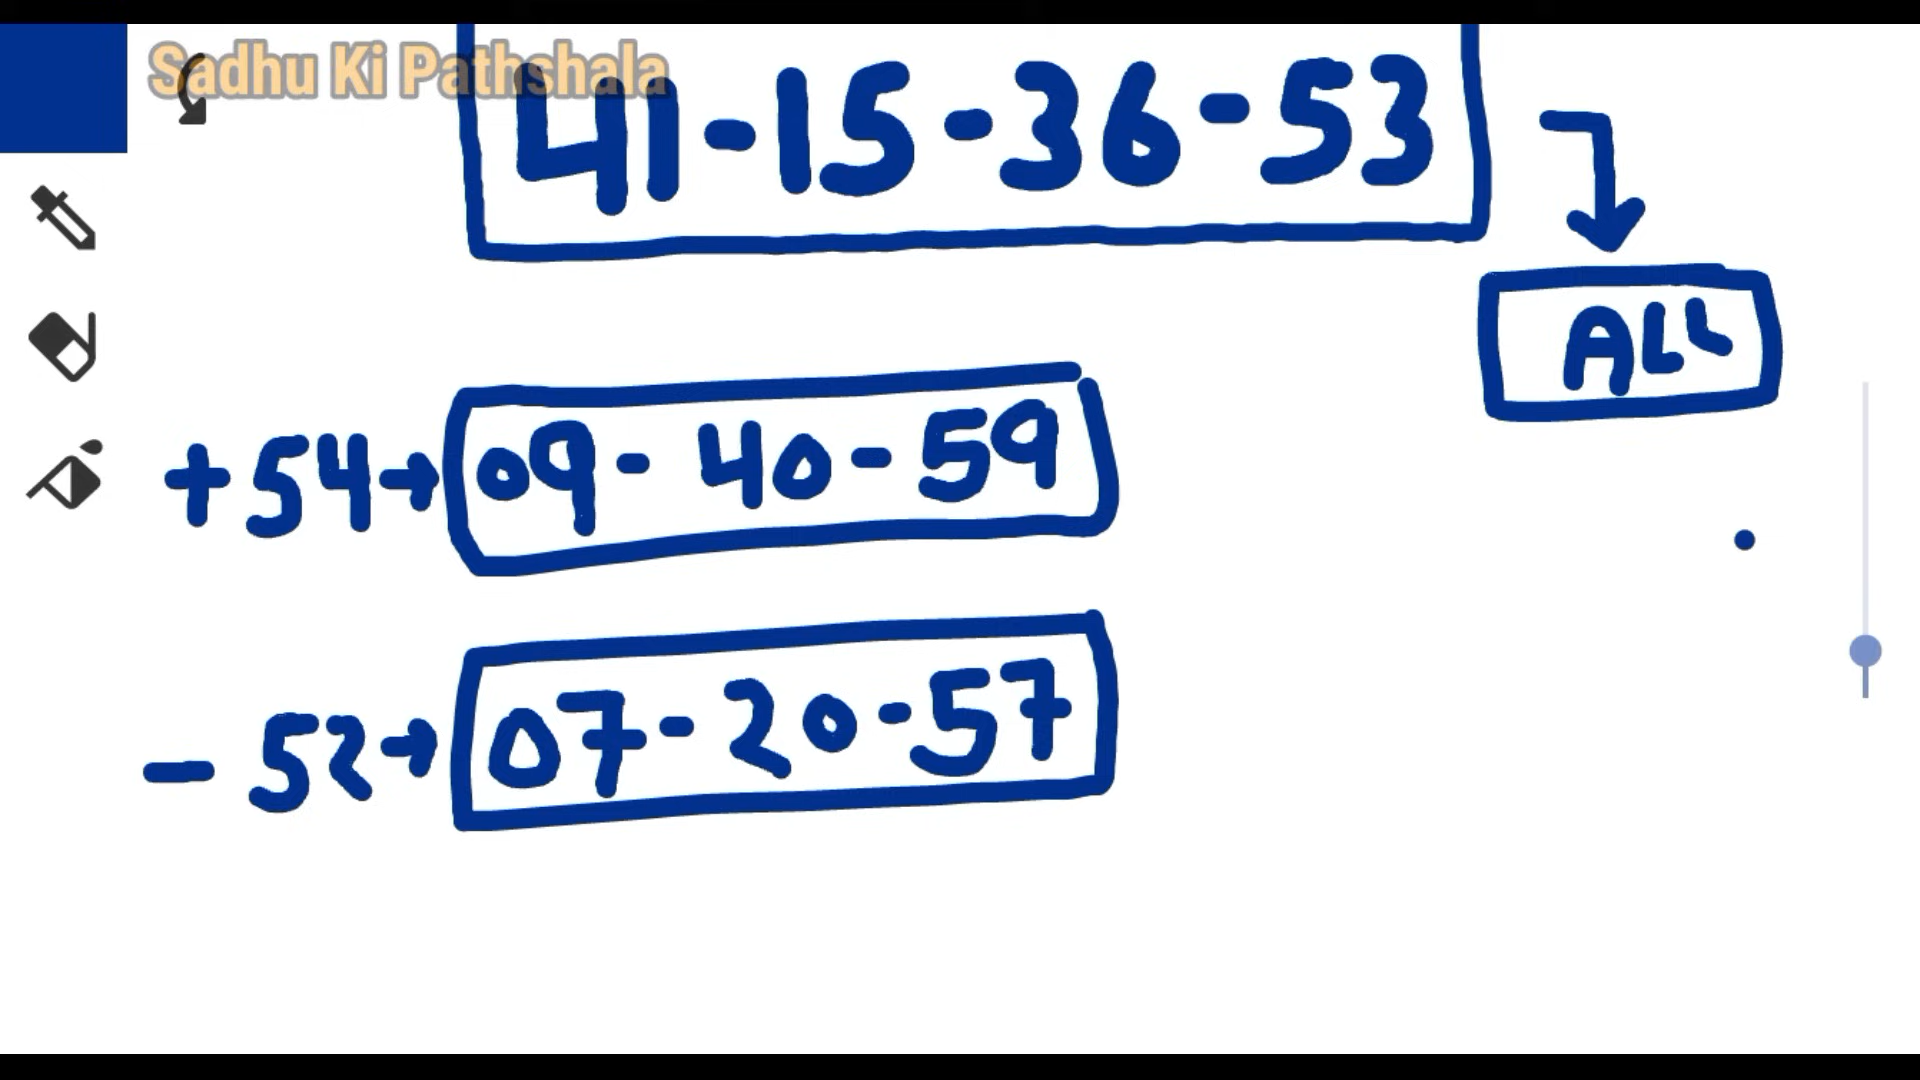 Sadhu Ki Pathshala
41-15-36-53
ALL
+54→ 09-40-59
-52→ 07-20-57